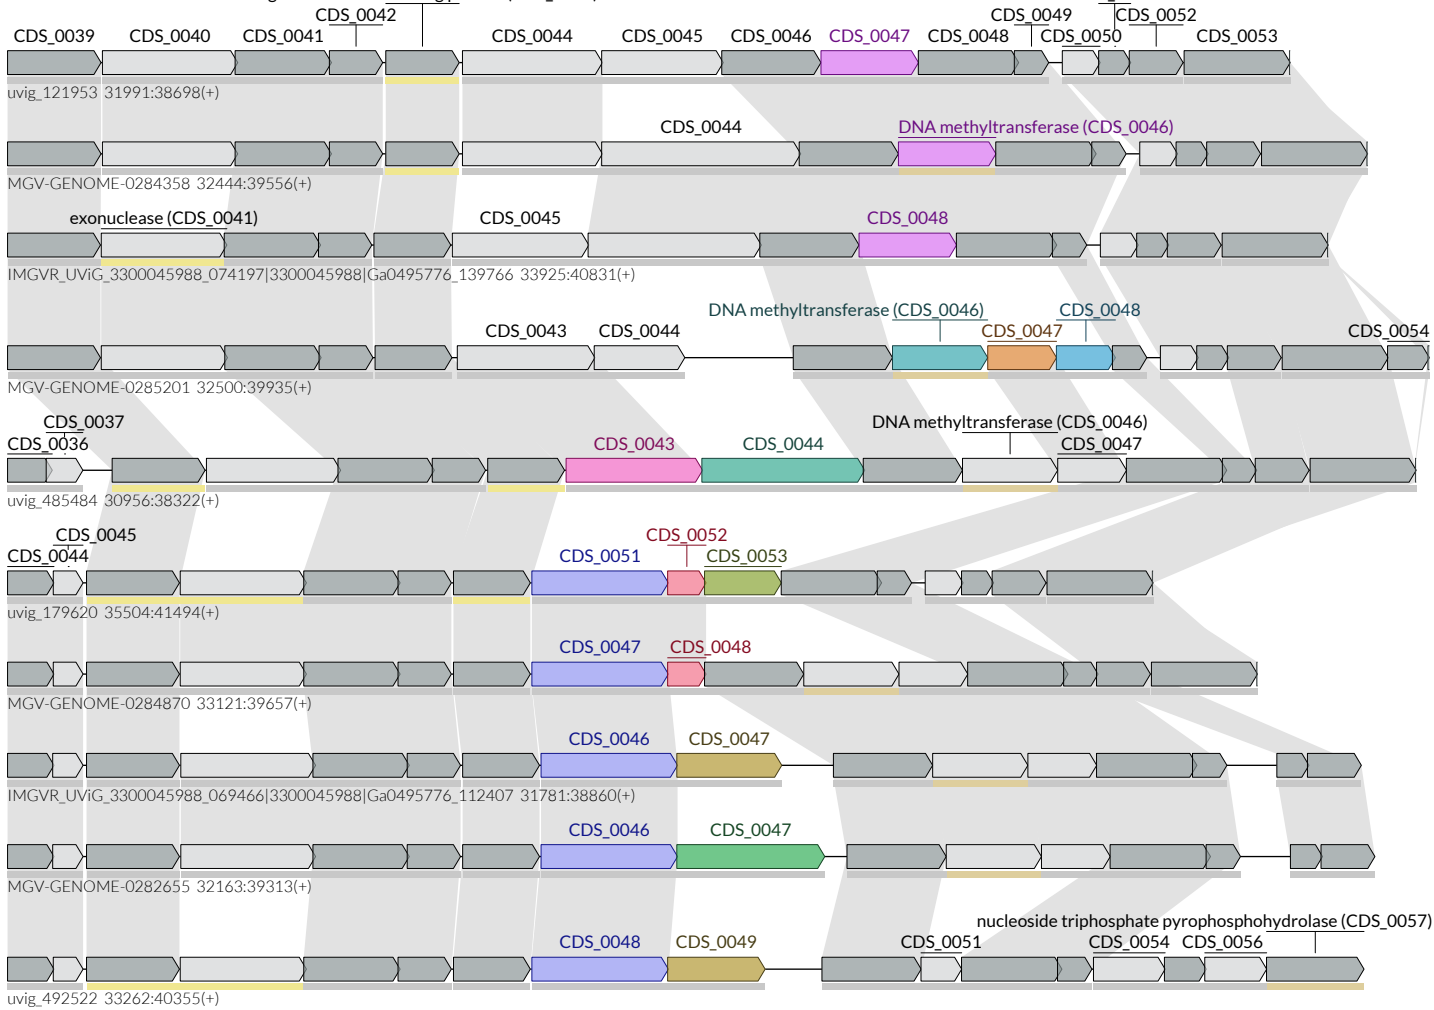 CDS_0042 CDS_0049 CDS_0052
CDS_0039 CDS_0040 CDS_0041 CDS_0044 CDS_0045 CDS_0046 CDS_0047 CDS_0048 CDS_0050 CDS_0053
uvig_121953 31991:38698(+)
CDS_0044 DNA methyltransferase (CDS_0046)
MGV-GENOME-0284358 32444:39556(+)
exonuclease (CDS_0041) CDS_0045 CDS_0048
IMGVR_UViG_3300045988_074197|3300045988|Ga0495776_139766 33925:40831(+)
DNA methyltransferase (CDS_0046) CDS_0048
CDS_0043 CDS_0044 CDS_0047 CDS_0054
MGV-GENOME-0285201 32500:39935(+)
CDS_0037 DNA methyltransferase (CDS_0046)
CDS_0036 CDS_0043 CDS_0044 CDS_0047
uvig_485484 30956:38322(+)
CDS_0045 CDS_0052
CDS_0044 CDS_0051 CDS_0053
uvig_179620 35504:41494(+)
CDS_0047 CDS_0048
MGV-GENOME-0284870 33121:39657(+)
CDS_0046 CDS_0047
IMGVR_UViG_3300045988_069466|3300045988|Ga0495776_112407 31781:38860(+)
CDS_0046 CDS_0047
MGV-GENOME-0282655 32163:39313(+)
nucleoside triphosphate pyrophosphohydrolase (CDS_0057)
CDS_0048 CDS_0049 CDS_0051 CDS_0054 CDS_0056
uvig_492522 33262:40355(+)